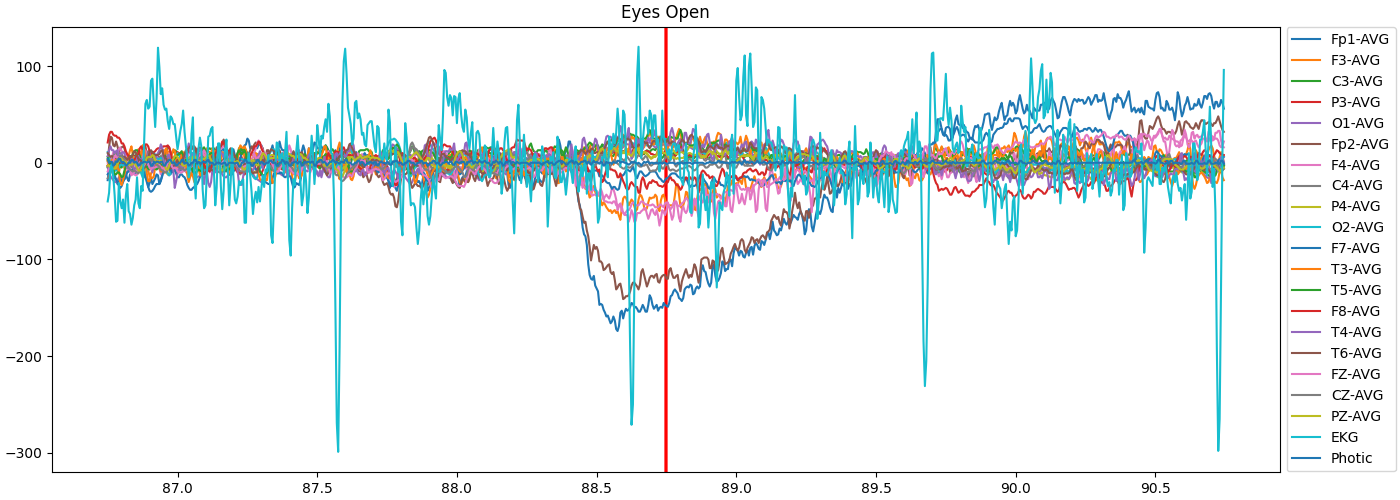 Eyes Open
100
0
−100
−200
−300
87.0 87.5 88.0 88.5 89.0 89.5 90.0 90.5
Fp1-AVG
F3-AVG
C3-AVG
P3-AVG
O1-AVG
Fp2-AVG
F4-AVG
C4-AVG
P4-AVG
O2-AVG
F7-AVG
T3-AVG
T5-AVG
F8-AVG
T4-AVG
T6-AVG
FZ-AVG
CZ-AVG
PZ-AVG
EKG
Photic